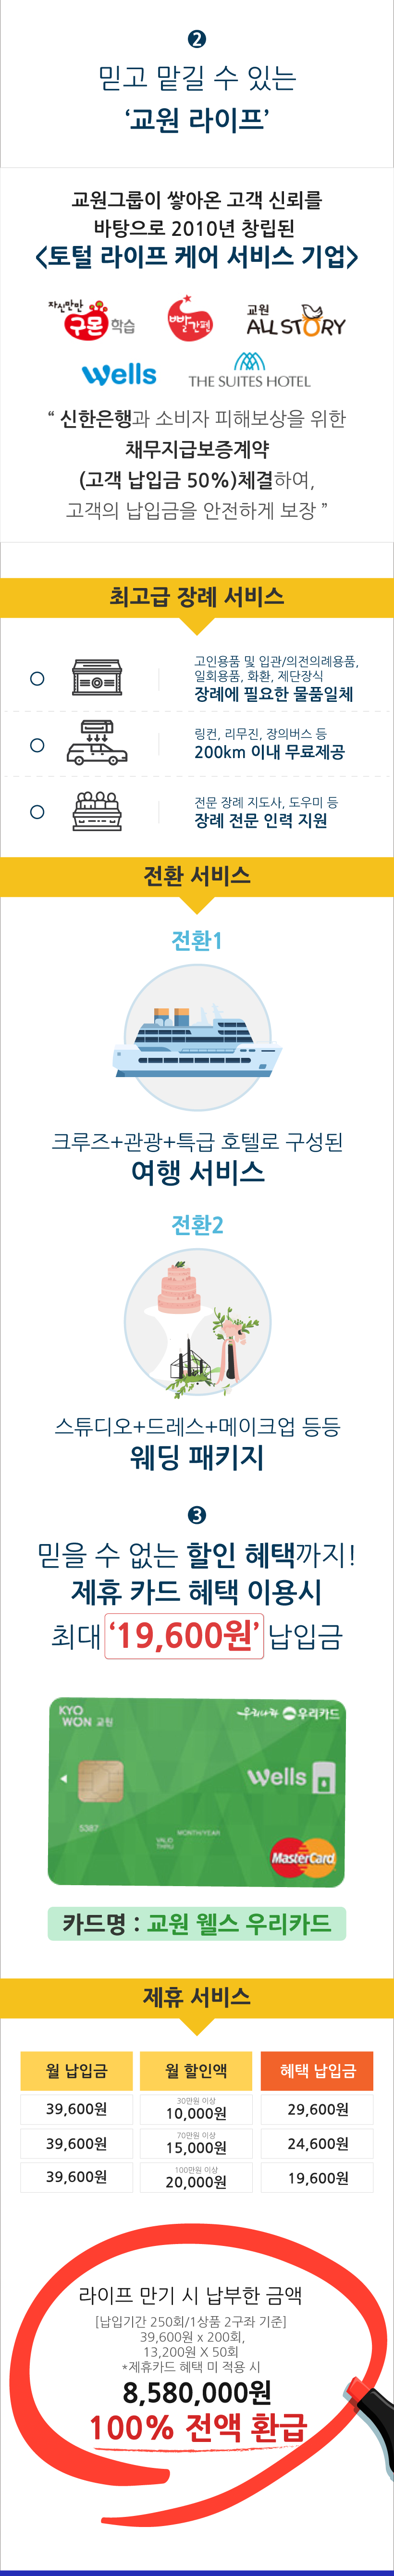 2
믿고 맡길 수 있는
‘교원 라이프’
교원그룹이 쌓아온 고객 신뢰를
바탕으로 2010년 창립된
<토털 라이프 케어 서비스 기업>
자신만만
구몬학습
빨간펜
교원
ALL STORY
wells
THE SUITES HOTEL
“ 신한은행과 소비자 피해보상을 위한
채무지급보증계약
(고객 납입금 50%)체결하여,
고객의 납입금을 안전하게 보장 ”
최고급 장례 서비스
고인용품 및 입관/의전의례용품,
일회용품, 화환, 제단장식
장례에 필요한 물품일체
링컨, 리무진, 장의버스 등
200km 이내 무료제공
전문 장례 지도사, 도우미 등
장례 전문 인력 지원
전환 서비스
전환1
크루즈+관광+특급 호텔로 구성된
여행 서비스
전환2
스튜디오+드레스+메이크업 등등
웨딩 패키지
3
믿을 수 없는 할인 혜택까지!
제휴 카드 혜택 이용시
최대 ‘19,600원’ 납입금
KYO
WON 교원
우리나라 우리카드
wells
5387
MONTH/YEAR
VALID
THRU
MasterCard
카드명 : 교원 웰스 우리카드
제휴 서비스
월 납입금 월 할인액 혜택 납입금
30만원 이상
39,600원 10,000원 29,600원
70만원 이상
39,600원 15,000원 24,600원
100만원 이상
39,600원 20,000원 19,600원
라이프 만기 시 납부한 금액
[납입기간 250회/1상품 2구좌 기준]
39,600원 x 200회,
13,200원 X 50회
*제휴카드 혜택 미 적용 시
8,580,000원
100% 전액 환급